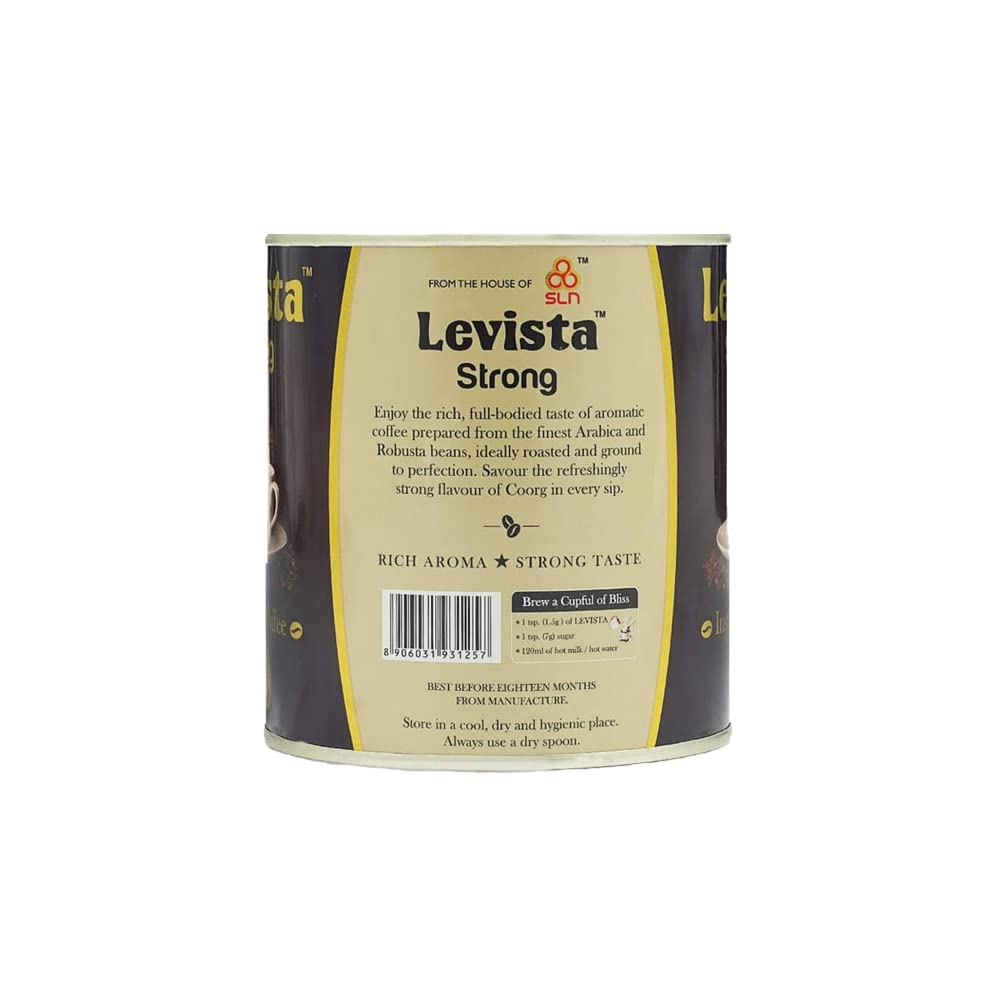 FROM THE HOUSE OF SLN™
Levista™
Strong
Enjoy the rich, full-bodied taste of aromatic
coffee prepared from the finest Arabica and
Robusta beans, ideally roasted and ground
to perfection. Savour the refreshingly
strong flavour of Coorg in every sip.
RICH AROMA ★ STRONG TASTE
8 906031 931257
Brew a Cupful of Bliss
• 1 tsp. (1.5g ) of LEVISTA
• 1 tsp. (7g) sugar
• 120ml of hot milk / hot water
BEST BEFORE EIGHTEEN MONTHS
FROM MANUFACTURE.
Store in a cool, dry and hygienic place.
Always use a dry spoon.